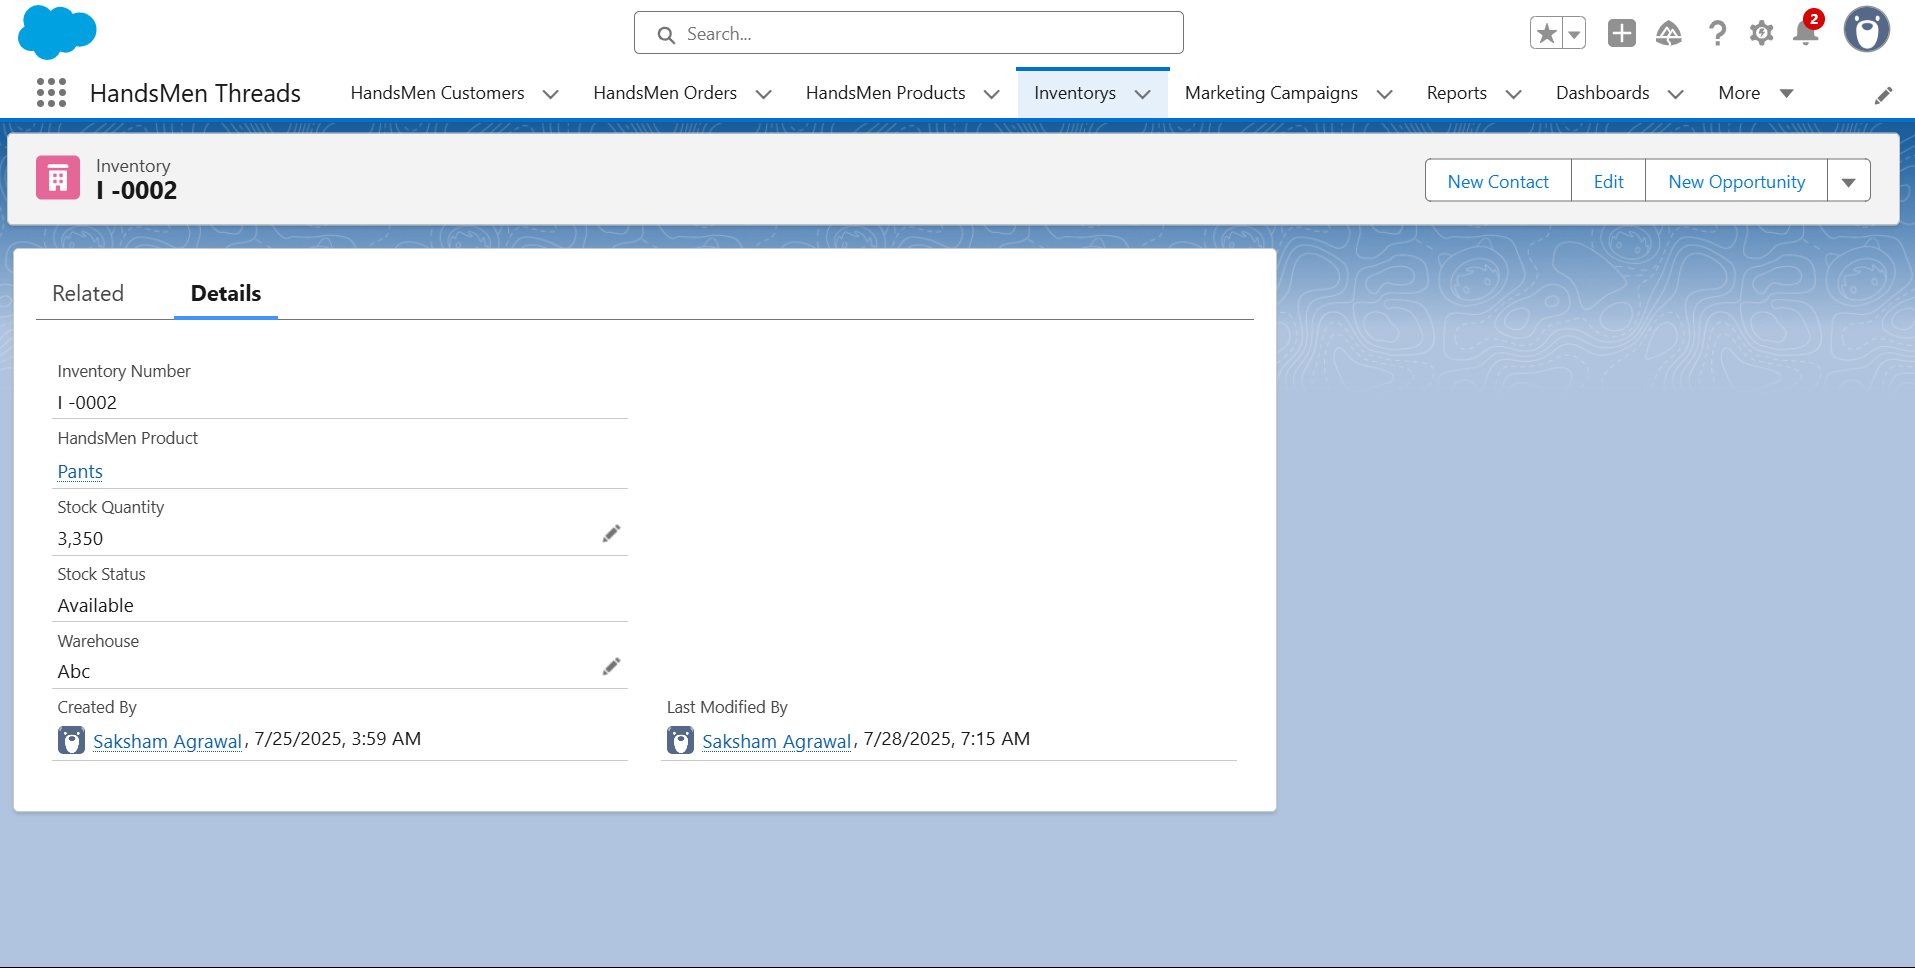 Search...
2
HandsMen Threads
HandsMen Customers
HandsMen Orders
HandsMen Products
Inventorys
Marketing Campaigns
Reports
Dashboards
More
Inventory
I -0002
New Contact
Edit
New Opportunity
Related
Details
Inventory Number
I -0002
HandsMen Product
Pants
Stock Quantity
3,350
Stock Status
Available
Warehouse
Abc
Created By
Saksham Agrawal, 7/25/2025, 3:59 AM
Last Modified By
Saksham Agrawal, 7/28/2025, 7:15 AM